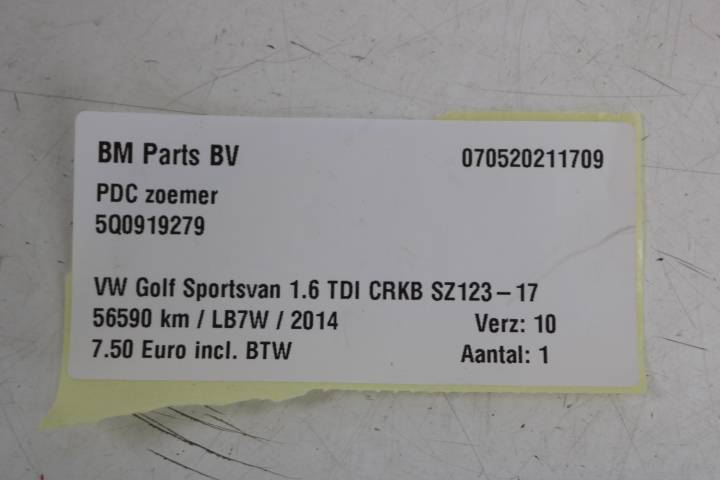 BM Parts BV 070520211709
PDC zoemer
5Q0919279
VW Golf Sportsvan 1.6 TDI CRKB SZ123-17
56590 km / LB7W / 2014 Verz: 10
7.50 Euro incl. BTW Aantal: 1